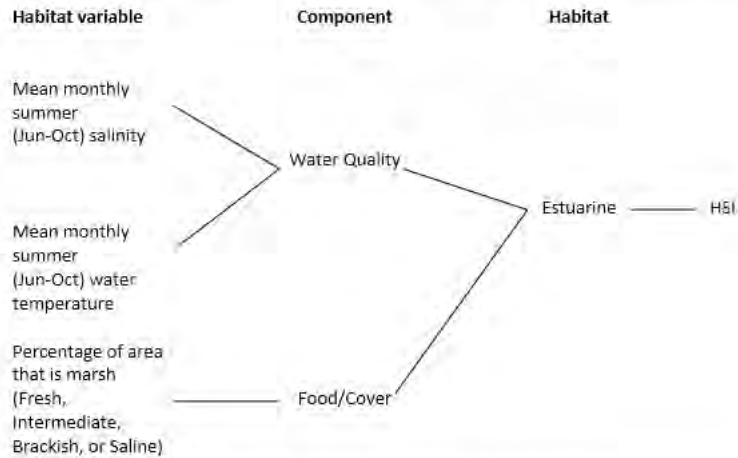 Habitat variable
Component
Habitat
Mean monthly
summer
(Jun-Oct) salinity
Water Quality
Estuarine
HSI
Mean monthly
summer
(Jun-Oct) water
temperature
Percentage of area
that is marsh
(Fresh,
Intermediate,
Brackish, or Saline)
Food/Cover